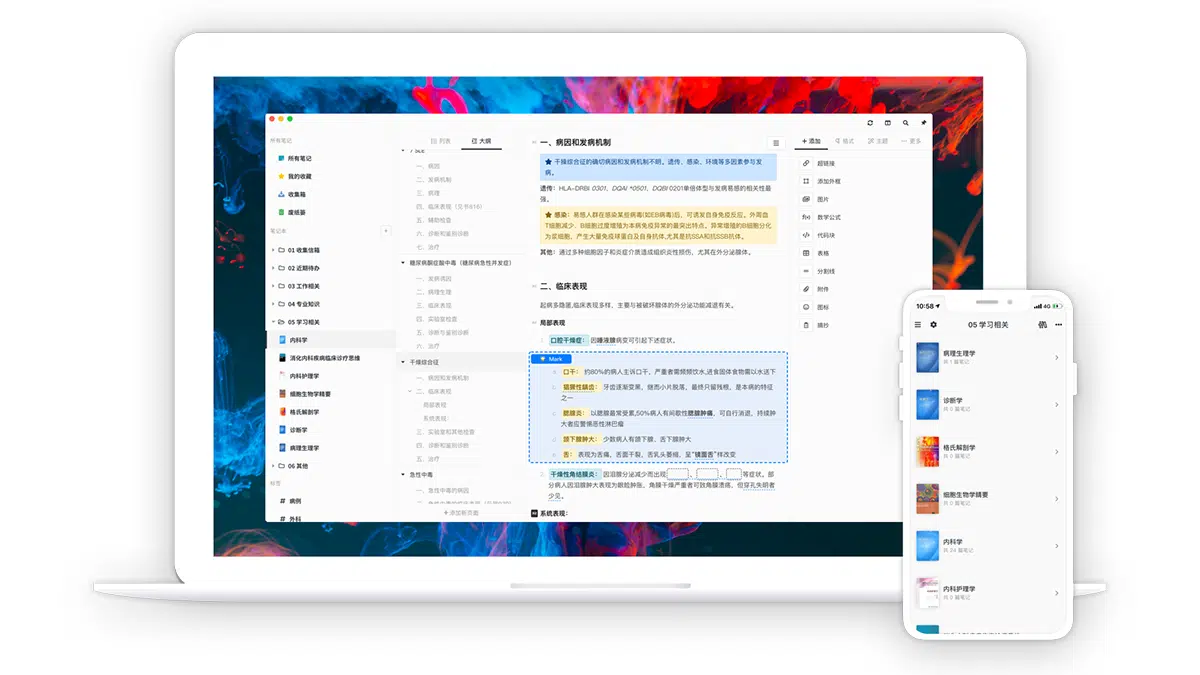 所有笔记
所有笔记
我的收藏
收集箱
废纸篓
笔记本
01 收集信箱
02 近期待办
03 工作相关
04 专业知识
05 学习相关
内科学
消化内科疾病临床诊疗思维
内科护理学
细胞生物学精要
格氏解剖学
诊断学
病理生理学
06 其他
标签
# 病例
# 外科
列表
大纲
一、病因
二、发病机制
三、病理
四、临床表现（见书816）
五、辅助检查
六、诊断和鉴别诊断
七、治疗
糖尿病酮症酸中毒（糖尿病急性并发症）
一、发病诱因
二、病理生理
三、临床表现
四、实验室检查
五、诊断与鉴别诊断
六、治疗
干燥综合征
一、病因和发病机制
二、临床表现
局部表现
系统表现：
三、实验室和其他检查
四、诊断和鉴别诊断
五、治疗
急性中毒
一、急性中毒的病因
+ 添加新页面
一、病因和发病机制
干燥综合征的确切病因和发病机制不明。遗传、感染、环境等多因素参与发
病。
遗传：HLA-DRBI 0301、DQAI *0501、DQBI 0201单倍体型与发病易感的相关性最
强。
感染：易感人群在感染某些病毒(如EB病毒)后，可诱发自身免疫反应。外周血
T细胞减少、B细胞过度增殖为本病免疫异常的最突出特点。异常增殖的B细胞分化
为浆细胞，产生大量免疫球蛋白及自身抗体,尤其是抗SSA和抗SSB抗体。
其他：通过多种细胞因子和炎症介质造成组织炎性损伤，尤其在外分泌腺体。
二、临床表现
起病多隐匿,临床表现多样，主要与被破坏腺体的外分泌功能减退有关。
局部表现
1. 口腔干燥症：因唾液腺病变可引起下述症状。
Mark
a. 口干： 约80%的病人主诉口干，严重者需频频饮水,进食固体食物需以水送下
b. 猖獗性龋齿： 牙齿逐渐变黑，继而小片脱落，最终只留残根，是本病的特征
之一
c. 腮腺炎： 以腮腺最常受累,50%病人有间歇性腮腺肿痛，可自行消退，持续肿
大者应警惕恶性淋巴瘤
d. 颌下腺肿大： 少数病人有颌下腺、舌下腺肿大
e. 舌： 表现为舌痛，舌面干裂，舌乳头萎缩，呈“镜面舌”样改变
2. 干燥性角结膜炎：因泪腺分泌减少而出现 、 、 等症状。部
分病人因泪腺肿大表现为眼睑肿胀，角膜干燥严重者可致角膜溃疡，但穿孔失明者
少见。
系统表现：
+ 添加
格式
主题
更多
超链接
添加外框
图片
f(x) 数学公式
代码块
表格
分割线
附件
图标
摘抄
10:58
4G
05 学习相关
病理生理学
共 1 篇笔记
诊断学
共 0 篇笔记
格氏解剖学
共 0 篇笔记
细胞生物学精要
共 0 篇笔记
内科学
共 24 篇笔记
内科护理学
共 0 篇笔记